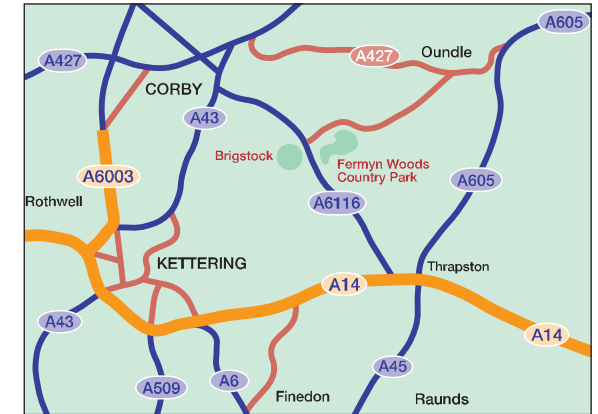 A605
A427
A427
Oundle
CORBY
A43
Brigstock
Fermyn Woods
Country Park
A6003
A605
Rothwell
A6116
KETTERING
Thrapston
A14
A43
A14
A45
A509
A6
Finedon
Raunds